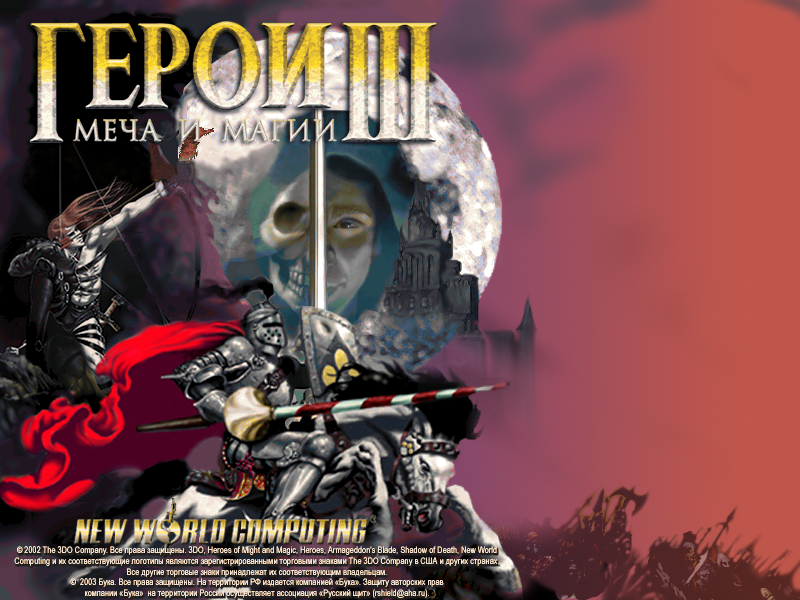 ГЕРОИ III
МЕЧА И МАГИИ
NEW WORLD COMPUTING
© 2002 The 3DO Company. Все права защищены. 3DO, Heroes of Might and Magic, Heroes, Armageddon's Blade, Shadow of Death, New World
Computing и их соответствующие логотипы являются зарегистрированными торговыми знаками The 3DO Company в США и других странах.
Все другие торговые знаки принадлежат их соответствующим владельцам.
© 2003 Бука. Все права защищены. На территории РФ издается компанией «Бука». Защиту авторских прав
компании «Бука» на территории России осуществляет ассоциация «Русский щит» (rshield@aha.ru).